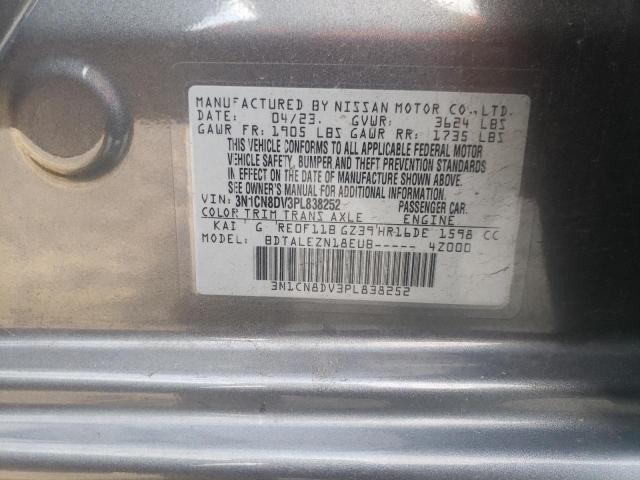 MANUFACTURED BY NISSAN MOTOR CO., LTD.
DATE: 04/23. GVWR: 3624 LBS
GAWR FR: 1905 LBS GAWR RR: 1735 LBS
THIS VEHICLE CONFORMS TO ALL APPLICABLE FEDERAL MOTOR
VEHICLE SAFETY, BUMPER AND THEFT PREVENTION STANDARDS
IN EFFECT ON THE DATE OF MANUFACTURE SHOWN ABOVE.
SEE OWNER'S MANUAL FOR ADDITIONAL INFORMATION.
VIN: 3N1CN8DV3PL838252 PASSENGER CAR.
COLOR TRIM TRANS AXLE ENGINE
KAI G RE0F11B GZ39 HR16DE 1598 CC
MODEL: BDTALEZN18EUB----- 42000
3N1CN8DV3PL838252